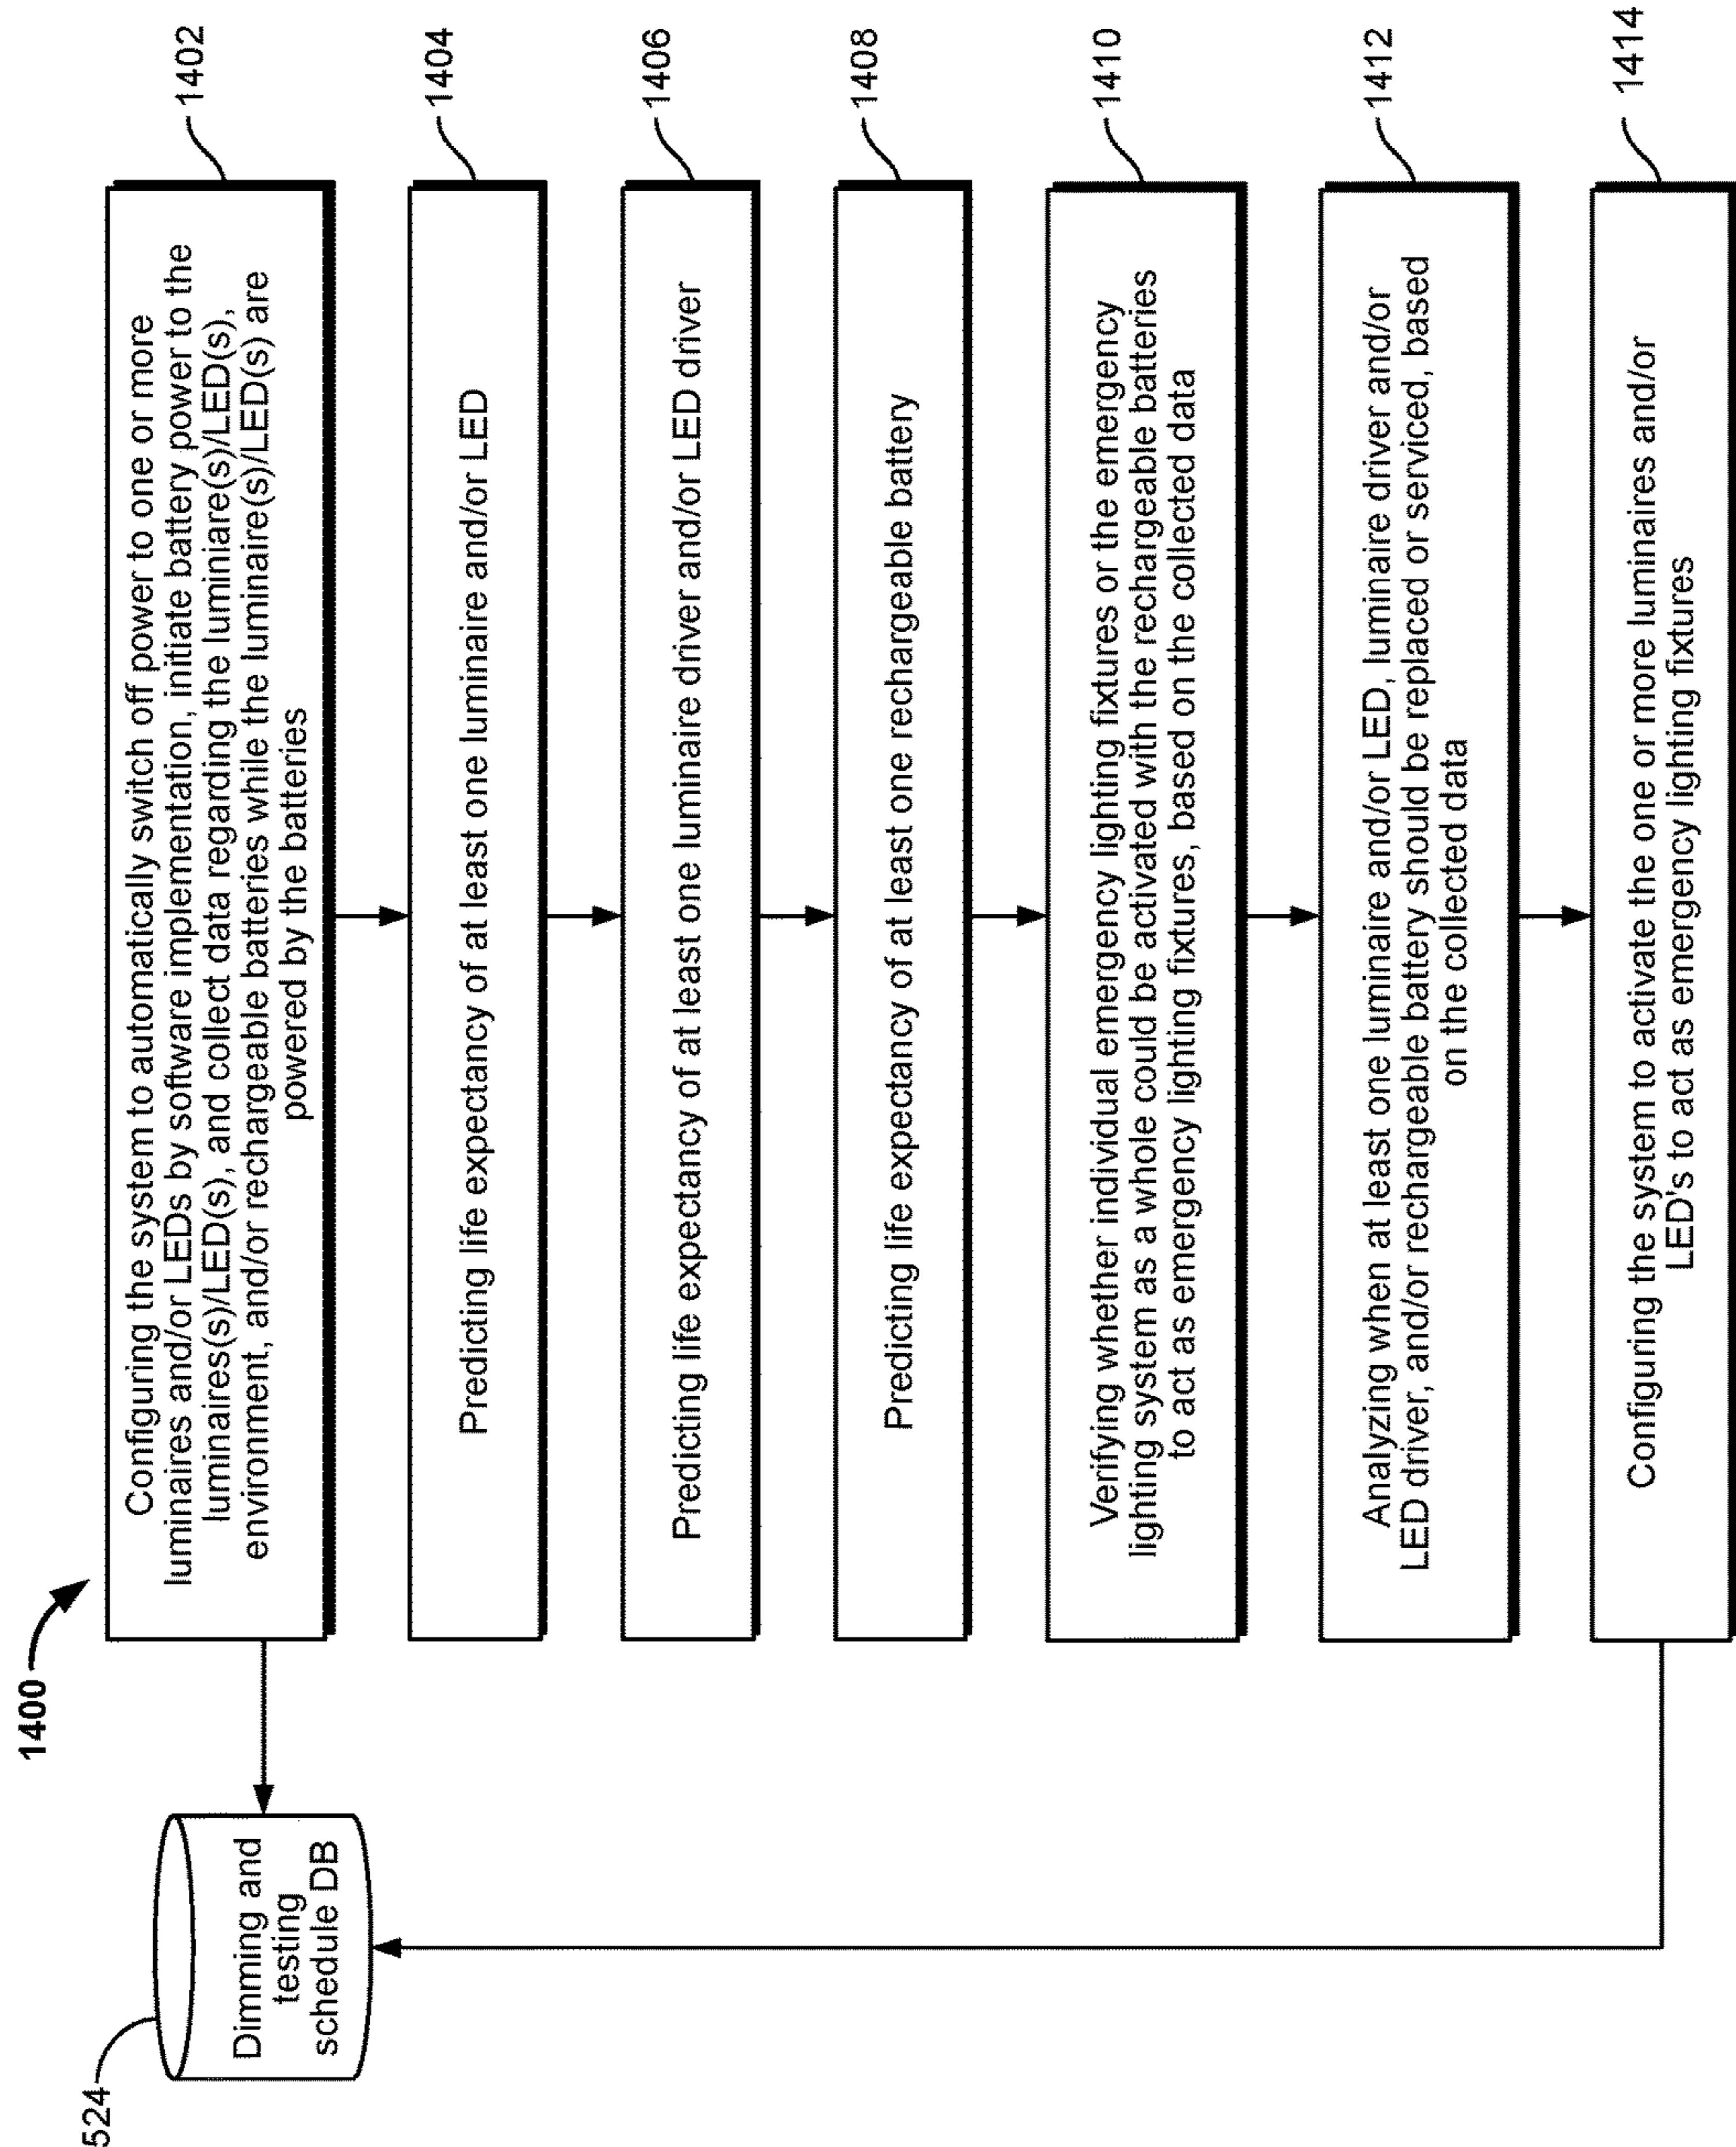 1400
524
Dimming and
testing
schedule DB
Configuring the system to automatically switch off power to one or more
luminaires and/or LEDs by software implementation, initiate battery power to the
luminaires(s)/LED(s), and collect data regarding the luminiare(s)/LED(s),
environment, and/or rechargeable batteries while the luminaire(s)/LED(s) are
powered by the batteries
1402
Predicting life expectancy of at least one luminaire and/or LED
1404
Predicting life expectancy of at least one luminaire driver and/or LED driver
1406
Predicting life expectancy of at least one rechargable battery
1408
Verifying whether individual emergency lighting fixtures or the emergency
lighting system as a whole could be activated with the rechargeable batteries
to act as emergency lighting fixtures, based on the collected data
1410
Analyzing when at least one luminaire and/or LED, luminaire driver and/or
LED driver, and/or rechargeable battery should be replaced or serviced, based
on the collected data
1412
Configuring the system to activate the one or more luminaires and/or
LED's to act as emergency lighting fixtures
1414